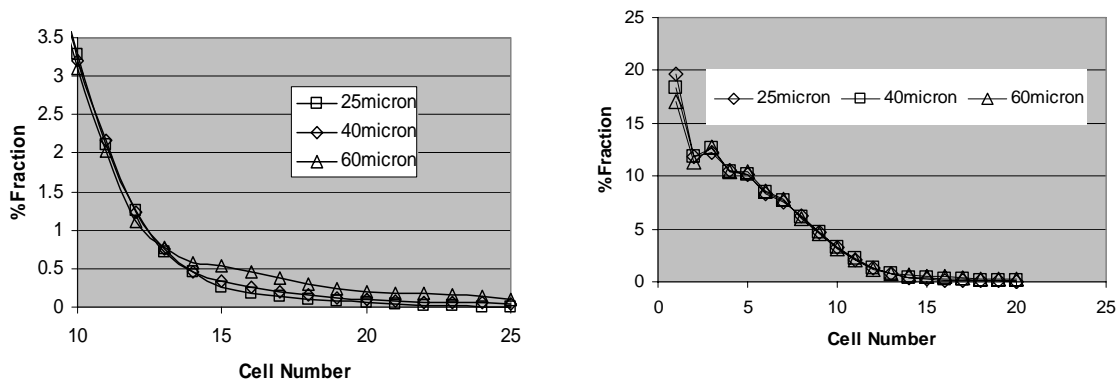 3.5
3
2.5
2
1.5
1
0.5
0
%Fraction
25micron
40micron
60micron
10 15 20 25
Cell Number
25
20
15
10
5
0
%Fraction
25micron 40micron 60micron
0 5 10 15 20 25
Cell Number